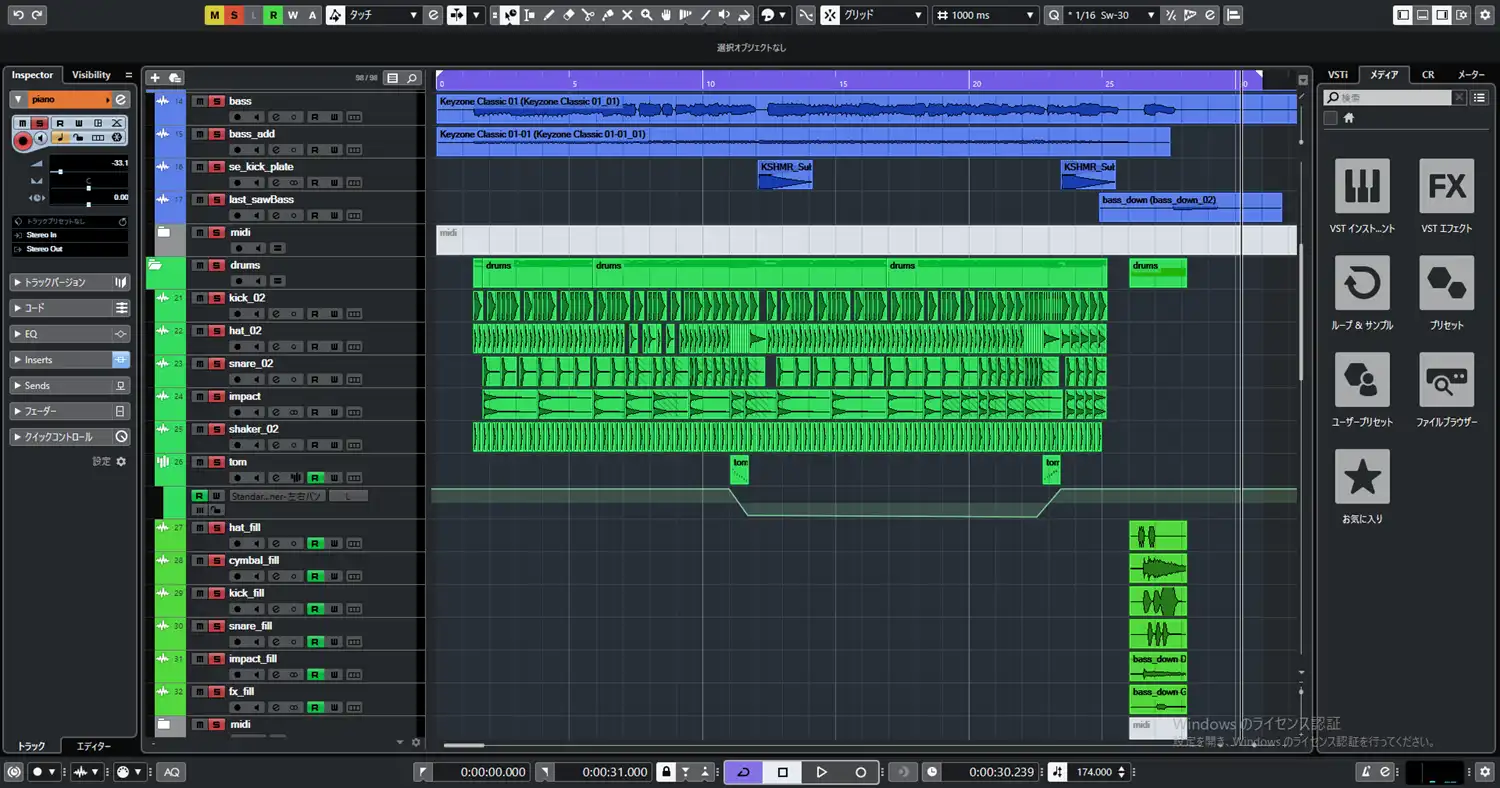 M S L R W A タッチ グリッド 1000 ms Q * 1/16 Sw-30
選択オブジェクトなし
Inspector Visibility
98 / 98
0 5 10 15 20 25
VSTi メディア CR メーター
検索
piano
m S R W
-33.1
C
0.00
トラックプリセットなし
Stereo In
Stereo Out
トラックバージョン
コード
EQ
Inserts
Sends
フェーダー
クイックコントロール
設定
14 m S bass
R W
Keyzone Classic 01 (Keyzone Classic 01_01)
15 m S bass_add
R W
Keyzone Classic 01-01 (Keyzone Classic 01-01_01)
16 m S se_kick_plate
R W
KSHMR_Sul KSHMR_Sul
17 m S last_sawBass
R W
bass_down (bass_down_02)
m S midi
midi
m S drums
drums drums drums drums
21 m S kick_02
R W
22 m S hat_02
R W
23 m S snare_02
R W
24 m S impact
R W
25 m S shaker_02
R W
26 m S tom
R W
tom tom
R W Standar...ner-左右パン L
27 m S hat_fill
R W
28 m S cymbal_fill
R W
29 m S kick_fill
R W
30 m S snare_fill
R W
31 m S impact_fill
R W
bass_down D
32 m S fx_fill
R W
bass_down G
m S midi
midi
VST インスト...ント VST エフェクト
ループ & サンプル プリセット
ユーザープリセット ファイルブラウザー
お気に入り
Windows のライセンス認証
設定を開き、Windows のライセンス認証を行ってください。
トラック エディター
AQ 0:00:00.000 0:00:31.000 0:00:30.239 174.000